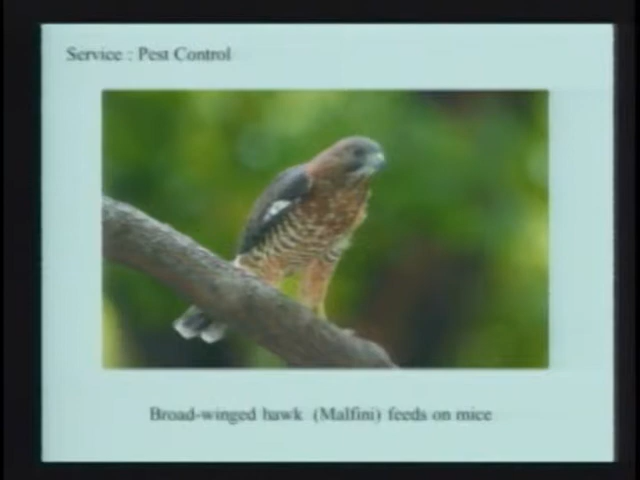 Service : Pest Control
Broad-winged hawk (Malfini) feeds on mice